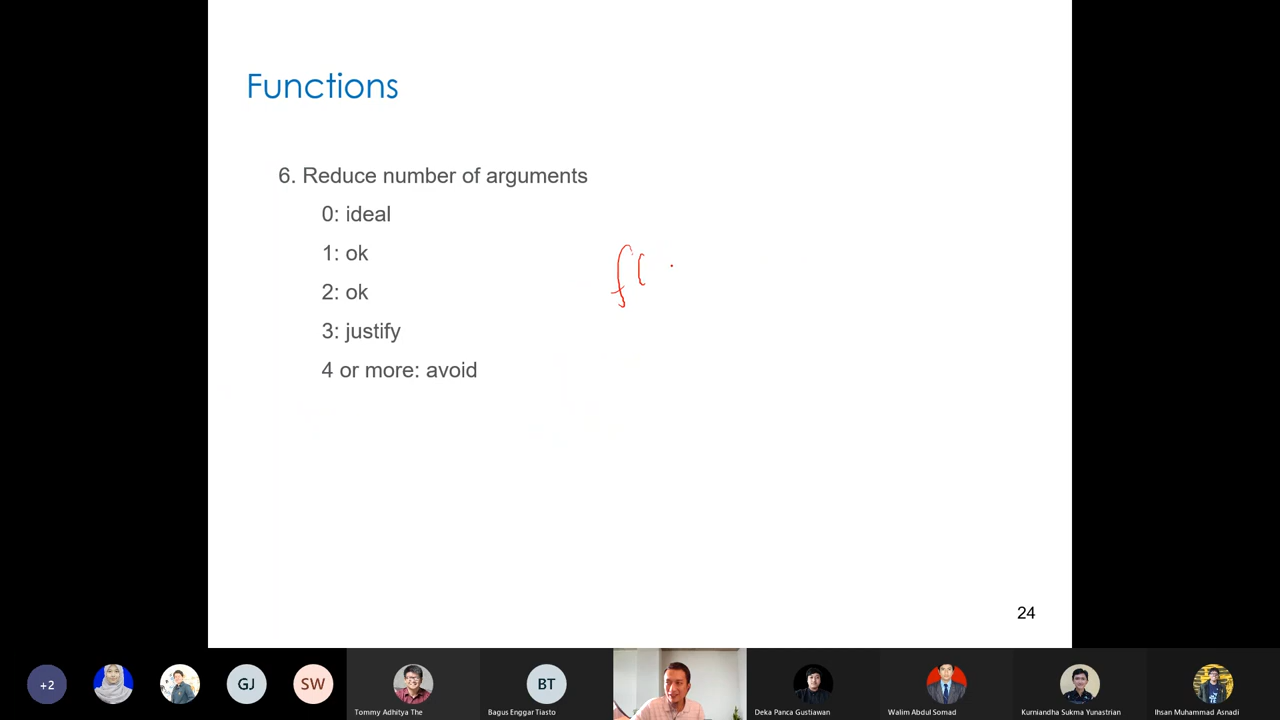 Functions
6. Reduce number of arguments
0: ideal
1: ok
2: ok
3: justify
4 or more: avoid
f(
24
+2
GJ
SW
BT
Tommy Adhitya The
Bagus Enggar Tiasto
Deka Panca Gustiawan
Walim Abdul Somad
Kurniandha Sukma Yunastrian
Ihsan Muhammad Asnadi